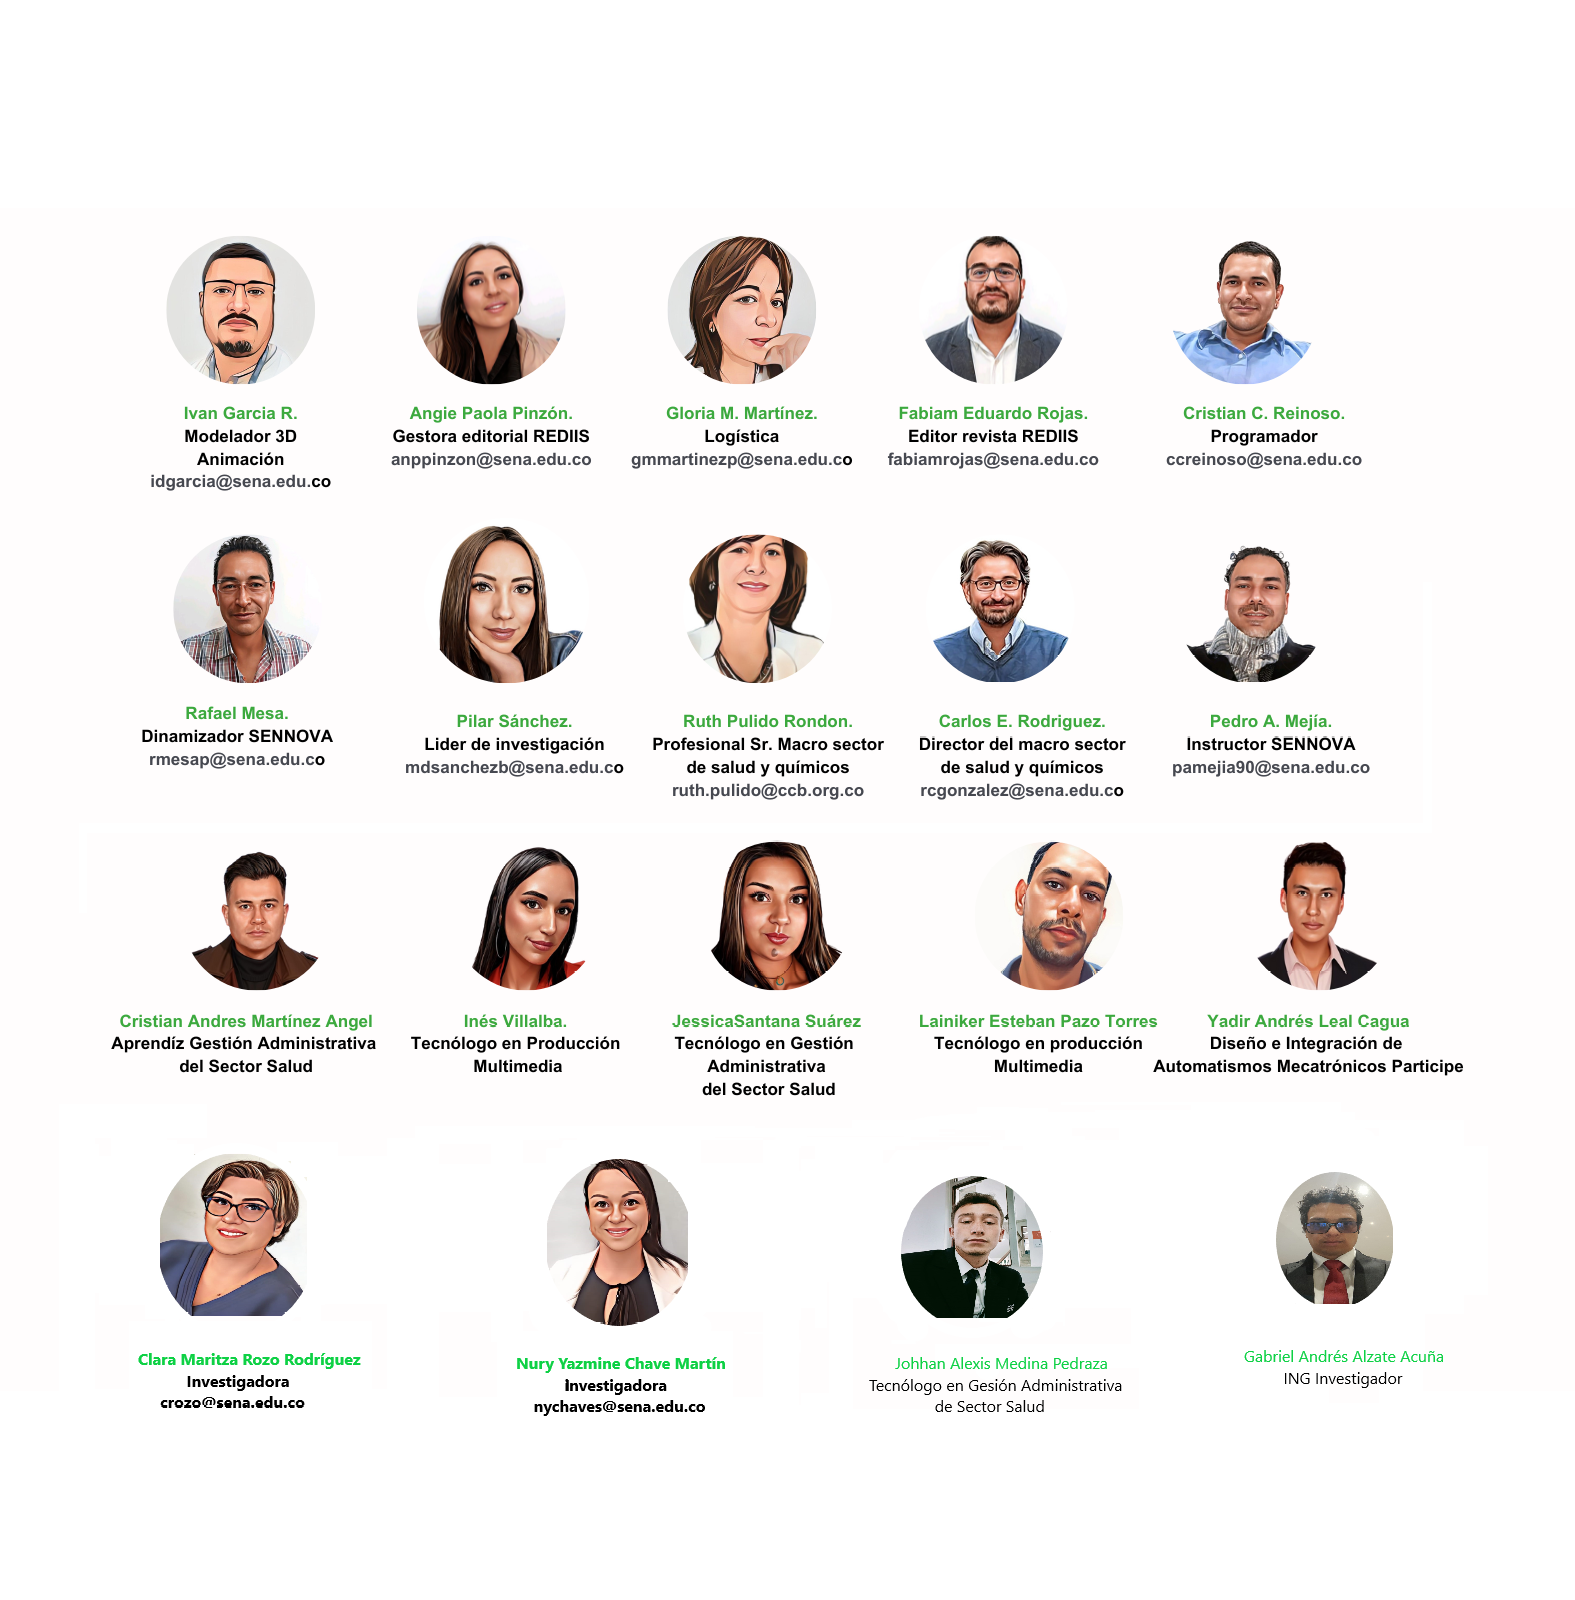 Ivan Garcia R.
Modelador 3D
Animación
idgarcia@sena.edu.co
Angie Paola Pinzón.
Gestora editorial REDIIS
anppinzon@sena.edu.co
Gloria M. Martínez.
Logística
gmmartinezp@sena.edu.co
Fabiam Eduardo Rojas.
Editor revista REDIIS
fabiamrojas@sena.edu.co
Cristian C. Reinoso.
Programador
ccreinoso@sena.edu.co
Rafael Mesa.
Dinamizador SENNOVA
rmesap@sena.edu.co
Pilar Sánchez.
Lider de investigación
mdsanchezb@sena.edu.co
Ruth Pulido Rondon.
Profesional Sr. Macro sector
de salud y químicos
ruth.pulido@ccb.org.co
Carlos E. Rodriguez.
Director del macro sector
de salud y químicos
rcgonzalez@sena.edu.co
Pedro A. Mejía.
Instructor SENNOVA
pamejia90@sena.edu.co
Cristian Andres Martínez Angel
Aprendíz Gestión Administrativa
del Sector Salud
Inés Villalba.
Tecnólogo en Producción
Multimedia
JessicaSantana Suárez
Tecnólogo en Gestión
Administrativa
del Sector Salud
Lainiker Esteban Pazo Torres
Tecnólogo en producción
Multimedia
Yadir Andrés Leal Cagua
Diseño e Integración de
Automatismos Mecatrónicos Participe
Clara Maritza Rozo Rodríguez
Investigadora
crozo@sena.edu.co
Nury Yazmine Chave Martín
Investigadora
nychaves@sena.edu.co
Johhan Alexis Medina Pedraza
Tecnólogo en Gesión Administrativa
de Sector Salud
Gabriel Andrés Alzate Acuña
ING Investigador